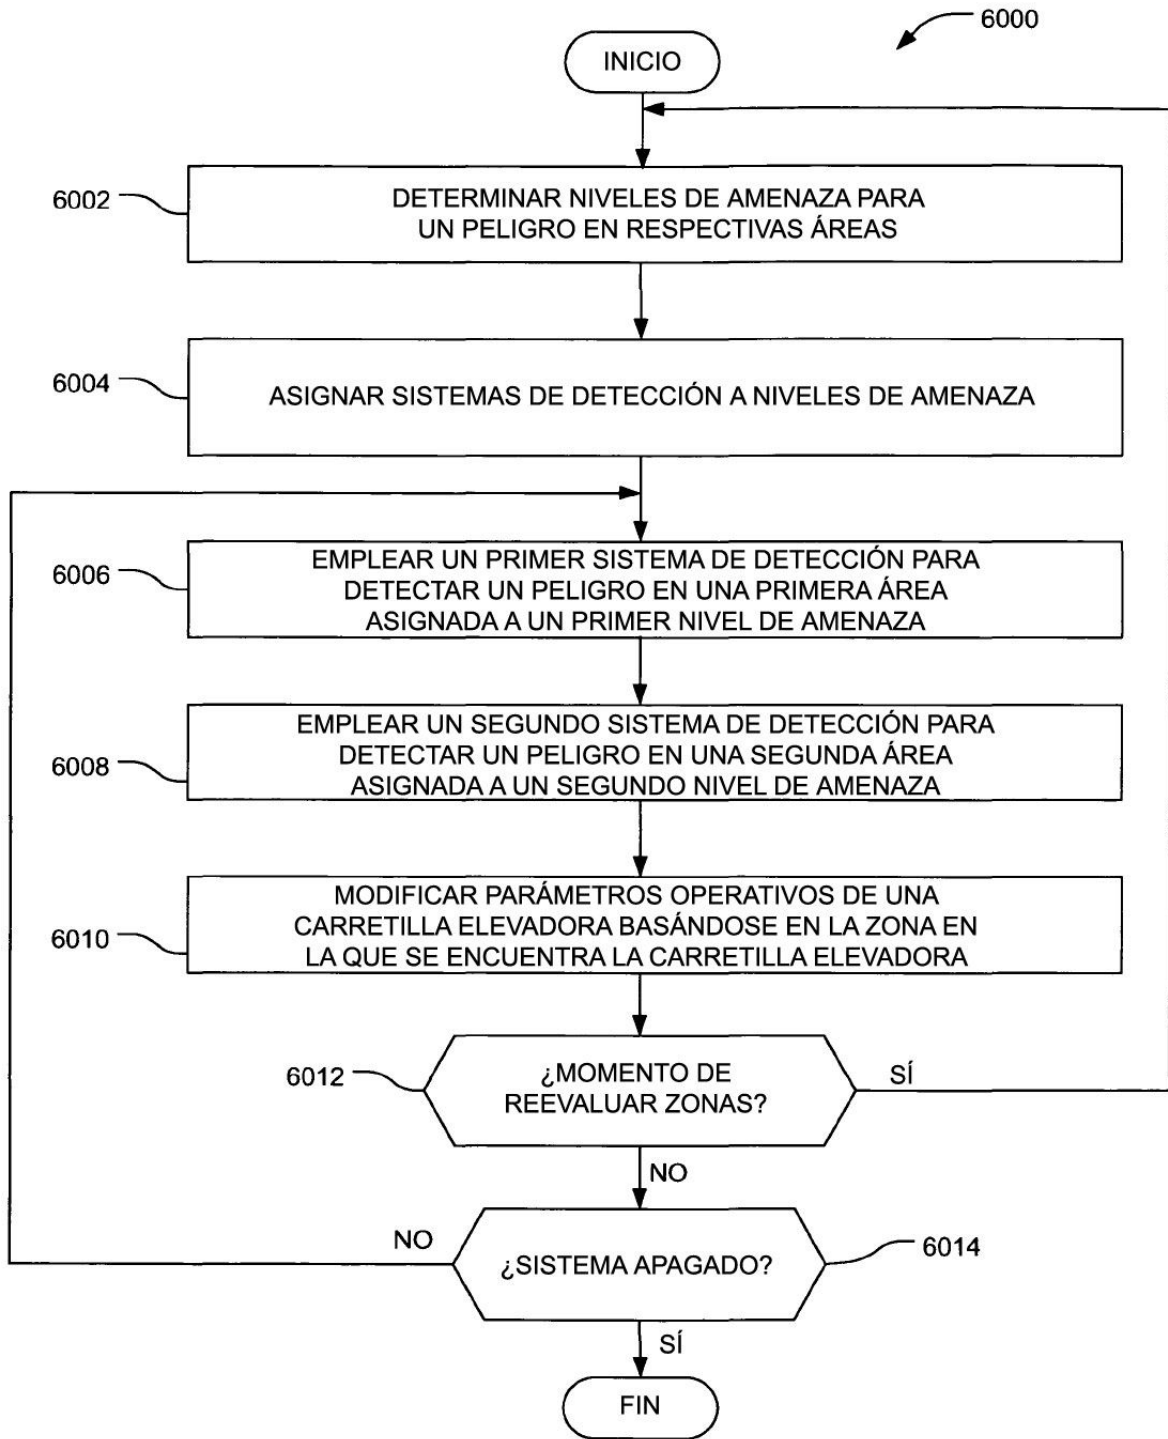 6000
INICIO
6002
DETERMINAR NIVELES DE AMENAZA PARA
UN PELIGRO EN RESPECTIVAS ÁREAS
6004
ASIGNAR SISTEMAS DE DETECCIÓN A NIVELES DE AMENAZA
6006
EMPLEAR UN PRIMER SISTEMA DE DETECCIÓN PARA
DETECTAR UN PELIGRO EN UNA PRIMERA ÁREA
ASIGNADA A UN PRIMER NIVEL DE AMENAZA
6008
EMPLEAR UN SEGUNDO SISTEMA DE DETECCIÓN PARA
DETECTAR UN PELIGRO EN UNA SEGUNDA ÁREA
ASIGNADA A UN SEGUNDO NIVEL DE AMENAZA
6010
MODIFICAR PARÁMETROS OPERATIVOS DE UNA
CARRETILLA ELEVADORA BASÁNDOSE EN LA ZONA EN
LA QUE SE ENCUENTRA LA CARRETILLA ELEVADORA
6012
¿MOMENTO DE
REEVALUAR ZONAS?
SÍ
NO
NO
¿SISTEMA APAGADO?
6014
SÍ
FIN